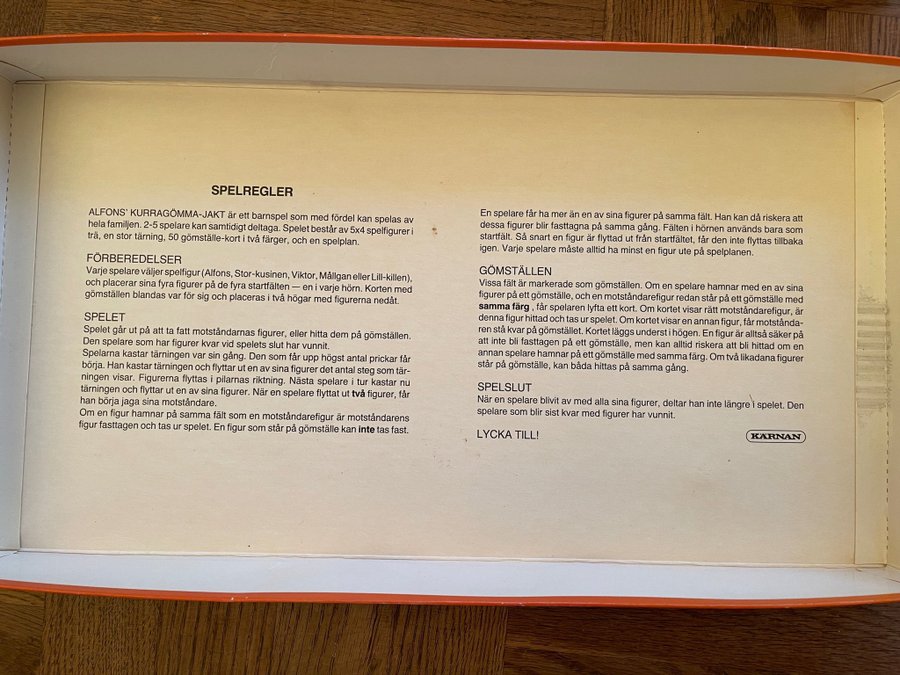 SPELREGLER
ALFONS' KURRAGÖMMA-JAKT är ett barnspel som med fördel kan spelas av
hela familjen. 2-5 spelare kan samtidigt deltaga. Spelet består av 5x4 spelfigurer i
trä, en stor tärning, 50 gömställe-kort i två färger, och en spelplan.
FÖRBEREDELSER
Varje spelare väljer spelfigur (Alfons, Stor-kusinen, Viktor, Mållgan eller Lill-killen),
och placerar sina fyra figurer på de fyra startfälten — en i varje hörn. Korten med
gömställen blandas var för sig och placeras i två högar med figurerna nedåt.
SPELET
Spelet går ut på att ta fatt motståndarnas figurer, eller hitta dem på gömställen.
Den spelare som har figurer kvar vid spelets slut har vunnit.
Spelarna kastar tärningen var sin gång. Den som får upp högst antal prickar får
börja. Han kastar tärningen och flyttar ut en av sina figurer det antal steg som tär-
ningen visar. Figurerna flyttas i pilarnas riktning. Nästa spelare i tur kastar nu
tärningen och flyttar ut en av sina figurer. När en spelare flyttat ut två figurer, får
han börja jaga sina motståndare.
Om en figur hamnar på samma fält som en motståndarefigur är motståndarens
figur fasttagen och tas ur spelet. En figur som står på gömställe kan inte tas fast.
En spelare får ha mer än en av sina figurer på samma fält. Han kan då riskera att
dessa figurer blir fasttagna på samma gång. Fälten i hörnen används bara som
startfält. Så snart en figur är flyttad ut från startfältet, får den inte flyttas tillbaka
igen. Varje spelare måste alltid ha minst en figur ute på spelplanen.
GÖMSTÄLLEN
Vissa fält är markerade som gömställen. Om en spelare hamnar med en av sina
figurer på ett gömställe, och en motståndarefigur redan står på ett gömställe med
samma färg , får spelaren lyfta ett kort. Om kortet visar rätt motståndarefigur, är
denna figur hittad och tas ur spelet. Om kortet visar en annan figur, får motstånda-
ren stå kvar på gömstället. Kortet läggs underst i högen. En figur är alltså säker på
att inte bli fasttagen på ett gömställe, men kan alltid riskera att bli hittad om en
annan spelare hamnar på ett gömställe med samma färg. Om två likadana figurer
står på gömställe, kan båda hittas på samma gång.
SPELSLUT
När en spelare blivit av med alla sina figurer, deltar han inte längre i spelet. Den
spelare som blir sist kvar med figurer har vunnit.
LYCKA TILL!
KÄRNAN